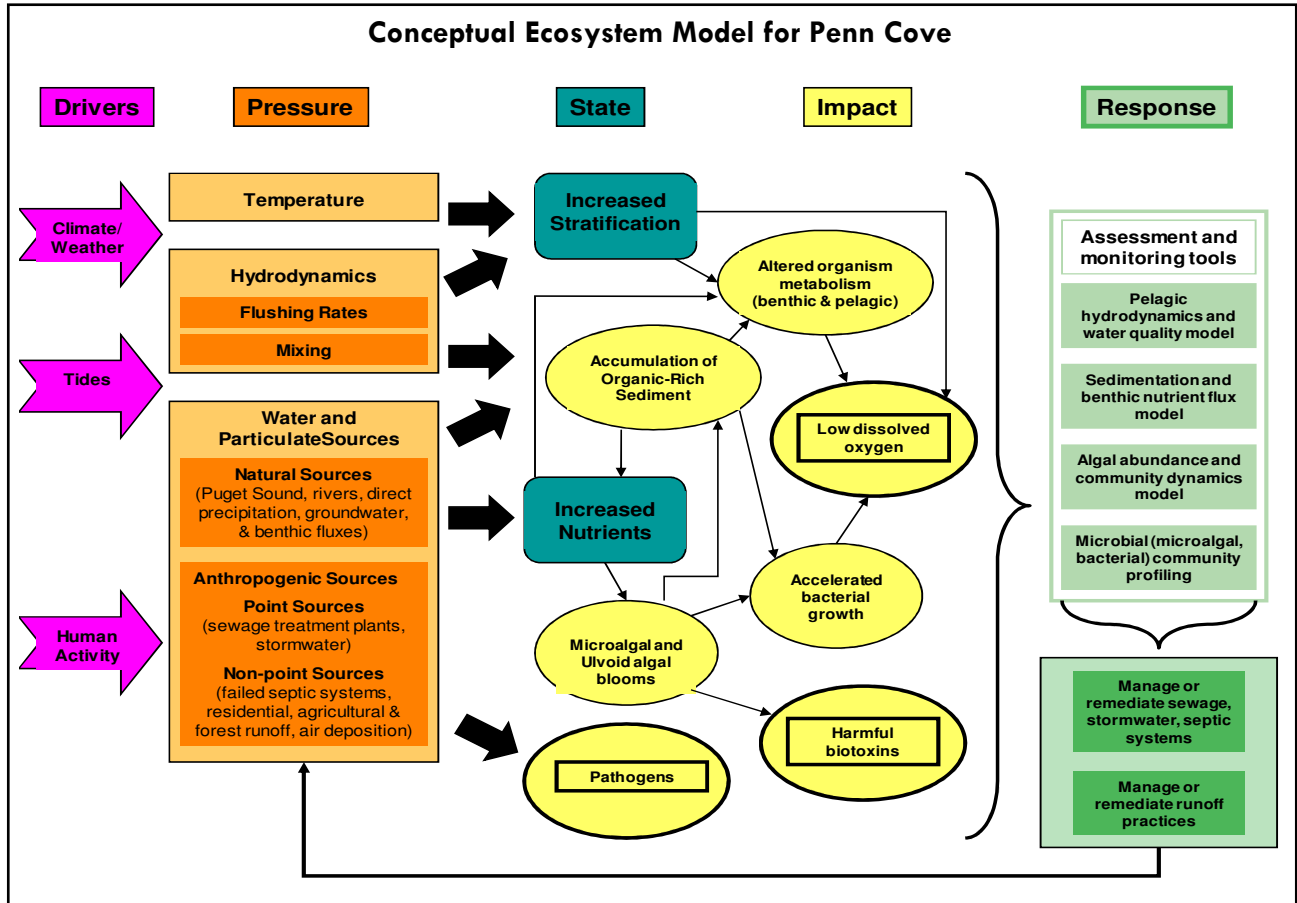 Conceptual Ecosystem Model for Penn Cove
Drivers
Pressure
State
Impact
Response
Climate/
Weather
Tides
Human
Activity
Temperature
Hydrodynamics
Flushing Rates
Mixing
Water and
ParticulateSources
Natural Sources
(Puget Sound, rivers, direct
precipitation, groundwater,
& benthic fluxes)
Anthropogenic Sources
Point Sources
(sewage treatment plants,
stormwater)
Non-point Sources
(failed septic systems,
residential, agricultural &
forest runoff, air deposition)
Increased
Stratification
Altered organism
metabolism
(benthic & pelagic)
Accumulation of
Organic-Rich
Sediment
Low dissolved
oxygen
Increased
Nutrients
Accelerated
bacterial
growth
Microalgal and
Ulvoid algal
blooms
Harmful
biotoxins
Pathogens
Assessment and
monitoring tools
Pelagic
hydrodynamics and
water quality model
Sedimentation and
benthic nutrient flux
model
Algal abundance and
community dynamics
model
Microbial (microalgal,
bacterial) community
profiling
Manage or
remediate sewage,
stormwater, septic
systems
Manage or
remediate runoff
practices